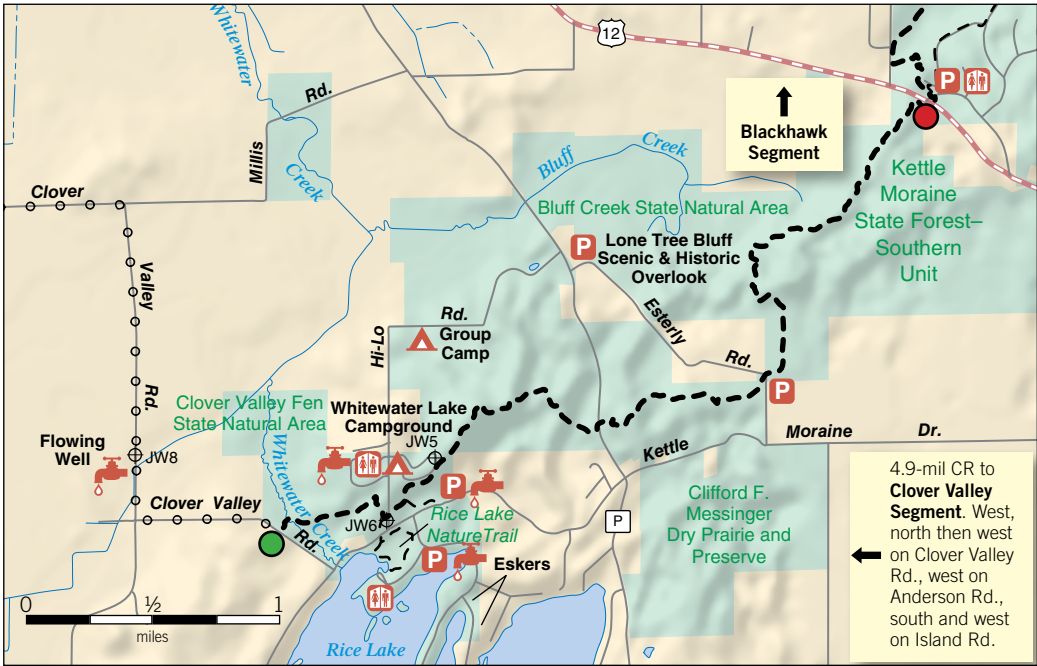 Whitewater
Creek
12
P
Blackhawk
Segment
Millis
Rd.
Bluff
Creek
Kettle
Moraine
State Forest–
Southern
Unit
Clover
Valley
Rd.
Bluff Creek State Natural Area
P
Lone Tree Bluff
Scenic & Historic
Overlook
Esterly
Rd.
P
Hi-Lo
Rd.
Group
Camp
Clover Valley Fen
State Natural Area
Whitewater Lake
Campground
JW5
Flowing
Well
JW8
Whitewater Creek
Kettle
Moraine
Dr.
Clover Valley
Rd.
JW6
P
Rice Lake
NatureTrail
P
P
Eskers
Clifford F.
Messinger
Dry Prairie and
Preserve
4.9-mil CR to
Clover Valley
Segment. West,
north then west
on Clover Valley
Rd., west on
Anderson Rd.,
south and west
on Island Rd.
0 ½ 1
miles
Rice Lake